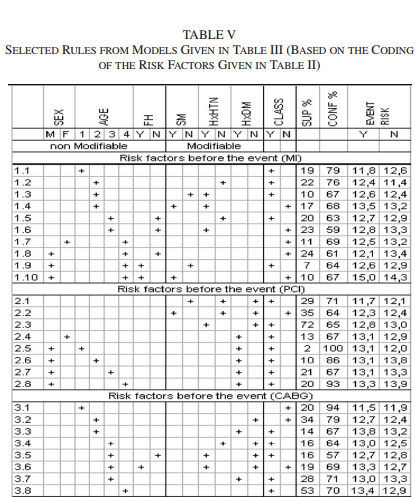 TABLE V
SELECTED RULES FROM MODELS GIVEN IN TABLE III (BASED ON THE CODING
OF THE RISK FACTORS GIVEN IN TABLE II)
SEX AGE FH SM HxHTN HxDM CLASS SUP % CONF % EVENT RISK
M F 1 2 3 4 Y N Y N Y N Y N Y N Y N
non Modifiable Modifiable
Risk factors before the event (MI)
1.1 + + 19 79 11,8 12,6
1.2 + + + 22 76 12,4 11,4
1.3 + + + + 10 67 12,6 12,4
1.4 + + + + 17 68 13,5 13,2
1.5 + + + + 20 63 12,7 12,9
1.6 + + + 23 59 12,8 13,3
1.7 + + + 11 69 12,5 13,2
1.8 + + + 24 61 12,1 13,4
1.9 + + + + + 7 64 12,6 12,9
1.10 + + + + + 10 67 15,0 14,3
Risk factors before the event (PCI)
2.1 + + + + 29 71 11,7 12,1
2.2 + + + + 35 64 12,3 12,4
2.3 + + + 72 65 12,8 13,0
2.4 + + + 13 67 13,1 12,9
2.5 + + + + 2 100 13,1 12,0
2.6 + + + + 10 86 13,1 13,8
2.7 + + + + 21 67 13,1 13,3
2.8 + + + + 20 93 13,3 13,9
Risk factors before the event (CABG)
3.1 + + 20 94 11,5 11,9
3.2 + + + 34 79 12,7 12,4
3.3 + + + 14 67 13,8 13,2
3.4 + + + + 16 64 13,0 12,5
3.5 + + + + 16 57 12,7 12,8
3.6 + + + + + 19 69 13,3 12,7
3.7 + + + 28 71 13,0 13,3
3.8 + + 53 70 13,4 12,9